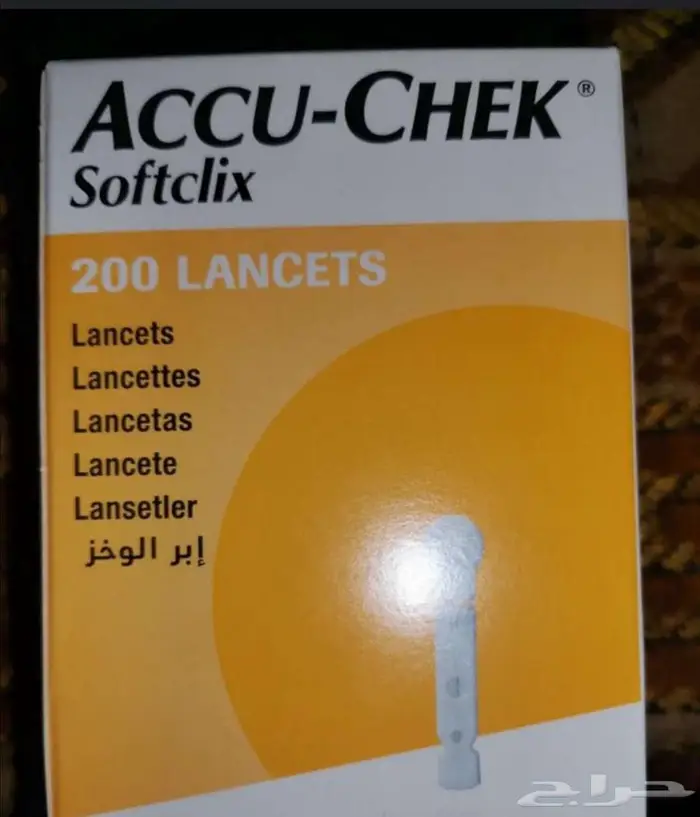 ACCU-CHEK®
Softclix
200 LANCETS
Lancets
Lancettes
Lancetas
Lancete
Lansetler
إبر الوخز
حراج